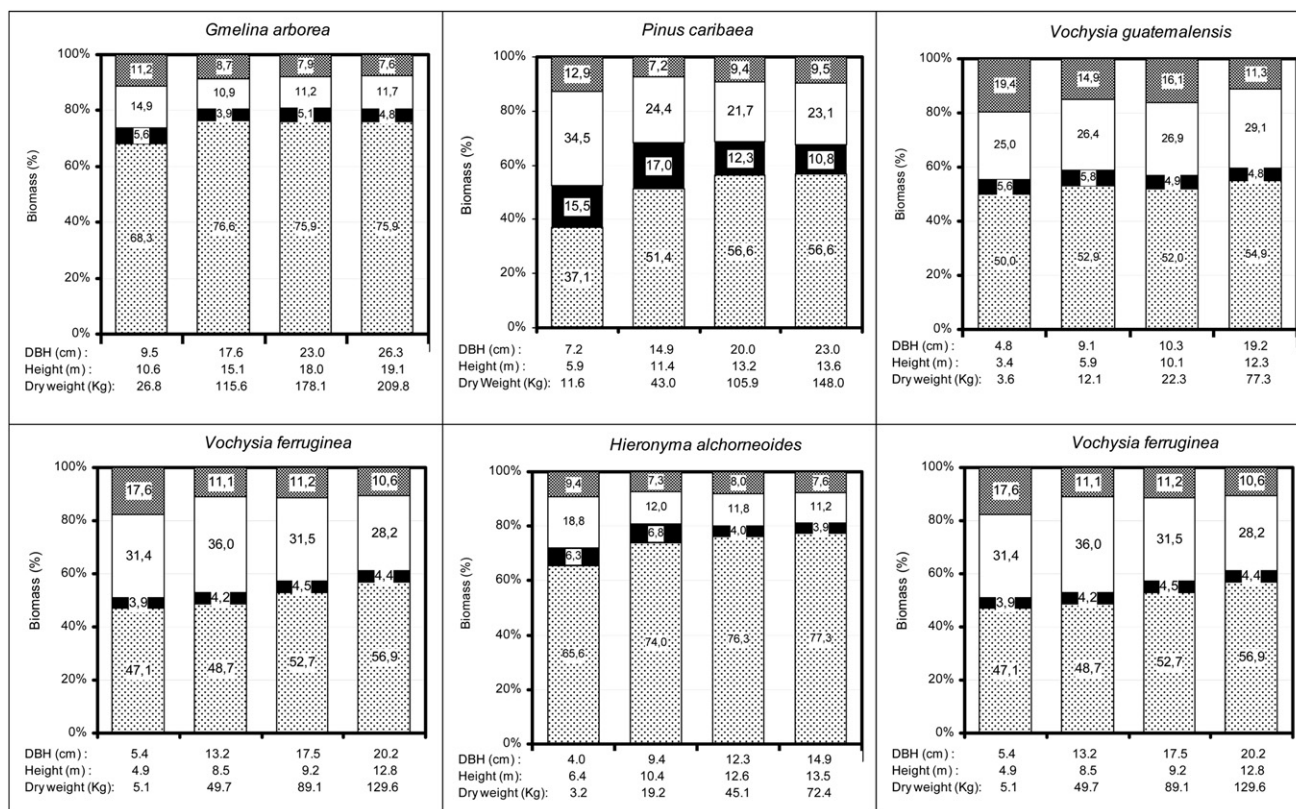 Gmelina arborea
100%
80%
60%
40%
20%
0%
Biomass (%)
11,2 8,7 7,9 7,6
14,9 10,9 11,2 11,7
5,6 3,9 5,1 4,8
68,3 76,6 75,9 75,9
DBH (cm) : 9.5 17.6 23.0 26.3
Height (m) : 10.6 15.1 18.0 19.1
Dry weight (Kg): 26.8 115.6 178.1 209.8
Pinus caribaea
100%
80%
60%
40%
20%
0%
Biomass (%)
12,9 7,2 9,4 9,5
34,5 24,4 21,7 23,1
15,5 17,0 12,3 10,8
37,1 51,4 56,6 56,6
DBH (cm) : 7.2 14.9 20.0 23.0
Height (m) : 5.9 11.4 13.2 13.6
Dry weight (Kg): 11.6 43.0 105.9 148.0
Vochysia guatemalensis
100%
80%
60%
40%
20%
0%
Biomass (%)
19,4 14,9 16,1 11,3
25,0 26,4 26,9 29,1
5,6 5,8 4,9 4,8
50,0 52,9 52,0 54,9
DBH (cm) : 4.8 9.1 10.3 19.2
Height (m) : 3.4 5.9 10.1 12.3
Dry weight (Kg): 3.6 12.1 22.3 77.3
Vochysia ferruginea
100%
80%
60%
40%
20%
0%
Biomass (%)
17,6 11,1 11,2 10,6
31,4 36,0 31,5 28,2
3,9 4,2 4,5 4,4
47,1 48,7 52,7 56,9
DBH (cm) : 5.4 13.2 17.5 20.2
Height (m) : 4.9 8.5 9.2 12.8
Dry weight (Kg): 5.1 49.7 89.1 129.6
Hieronyma alchorneoides
100%
80%
60%
40%
20%
0%
Biomass (%)
9,4 7,3 8,0 7,6
18,8 12,0 11,8 11,2
6,3 6,8 4,0 3,9
65,6 74,0 76,3 77,3
DBH (cm) : 4.0 9.4 12.3 14.9
Height (m) : 6.4 10.4 12.6 13.5
Dry weight (Kg): 3.2 19.2 45.1 72.4
Vochysia ferruginea
100%
80%
60%
40%
20%
0%
Biomass (%)
17,6 11,1 11,2 10,6
31,4 36,0 31,5 28,2
3,9 4,2 4,5 4,4
47,1 48,7 52,7 56,9
DBH (cm) : 5.4 13.2 17.5 20.2
Height (m) : 4.9 8.5 9.2 12.8
Dry weight (Kg): 5.1 49.7 89.1 129.6